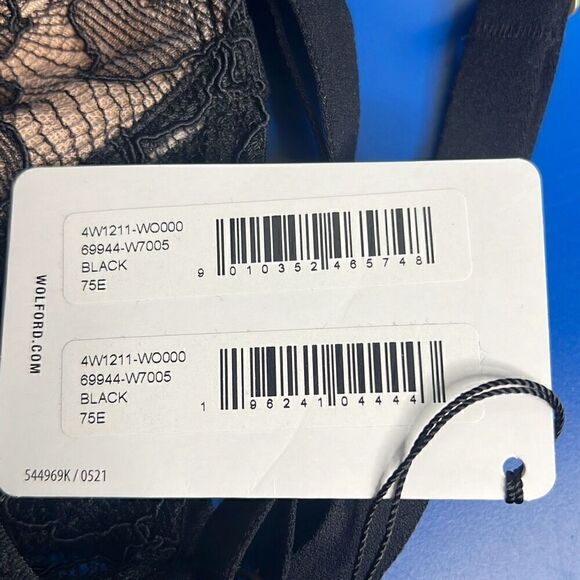 4W1211-WO000
69944-W7005
BLACK
75E
9 010352 465748
4W1211-WO000
69944-W7005
BLACK
75E
1 96241 04444
WOLFORD.COM
544969K / 0521